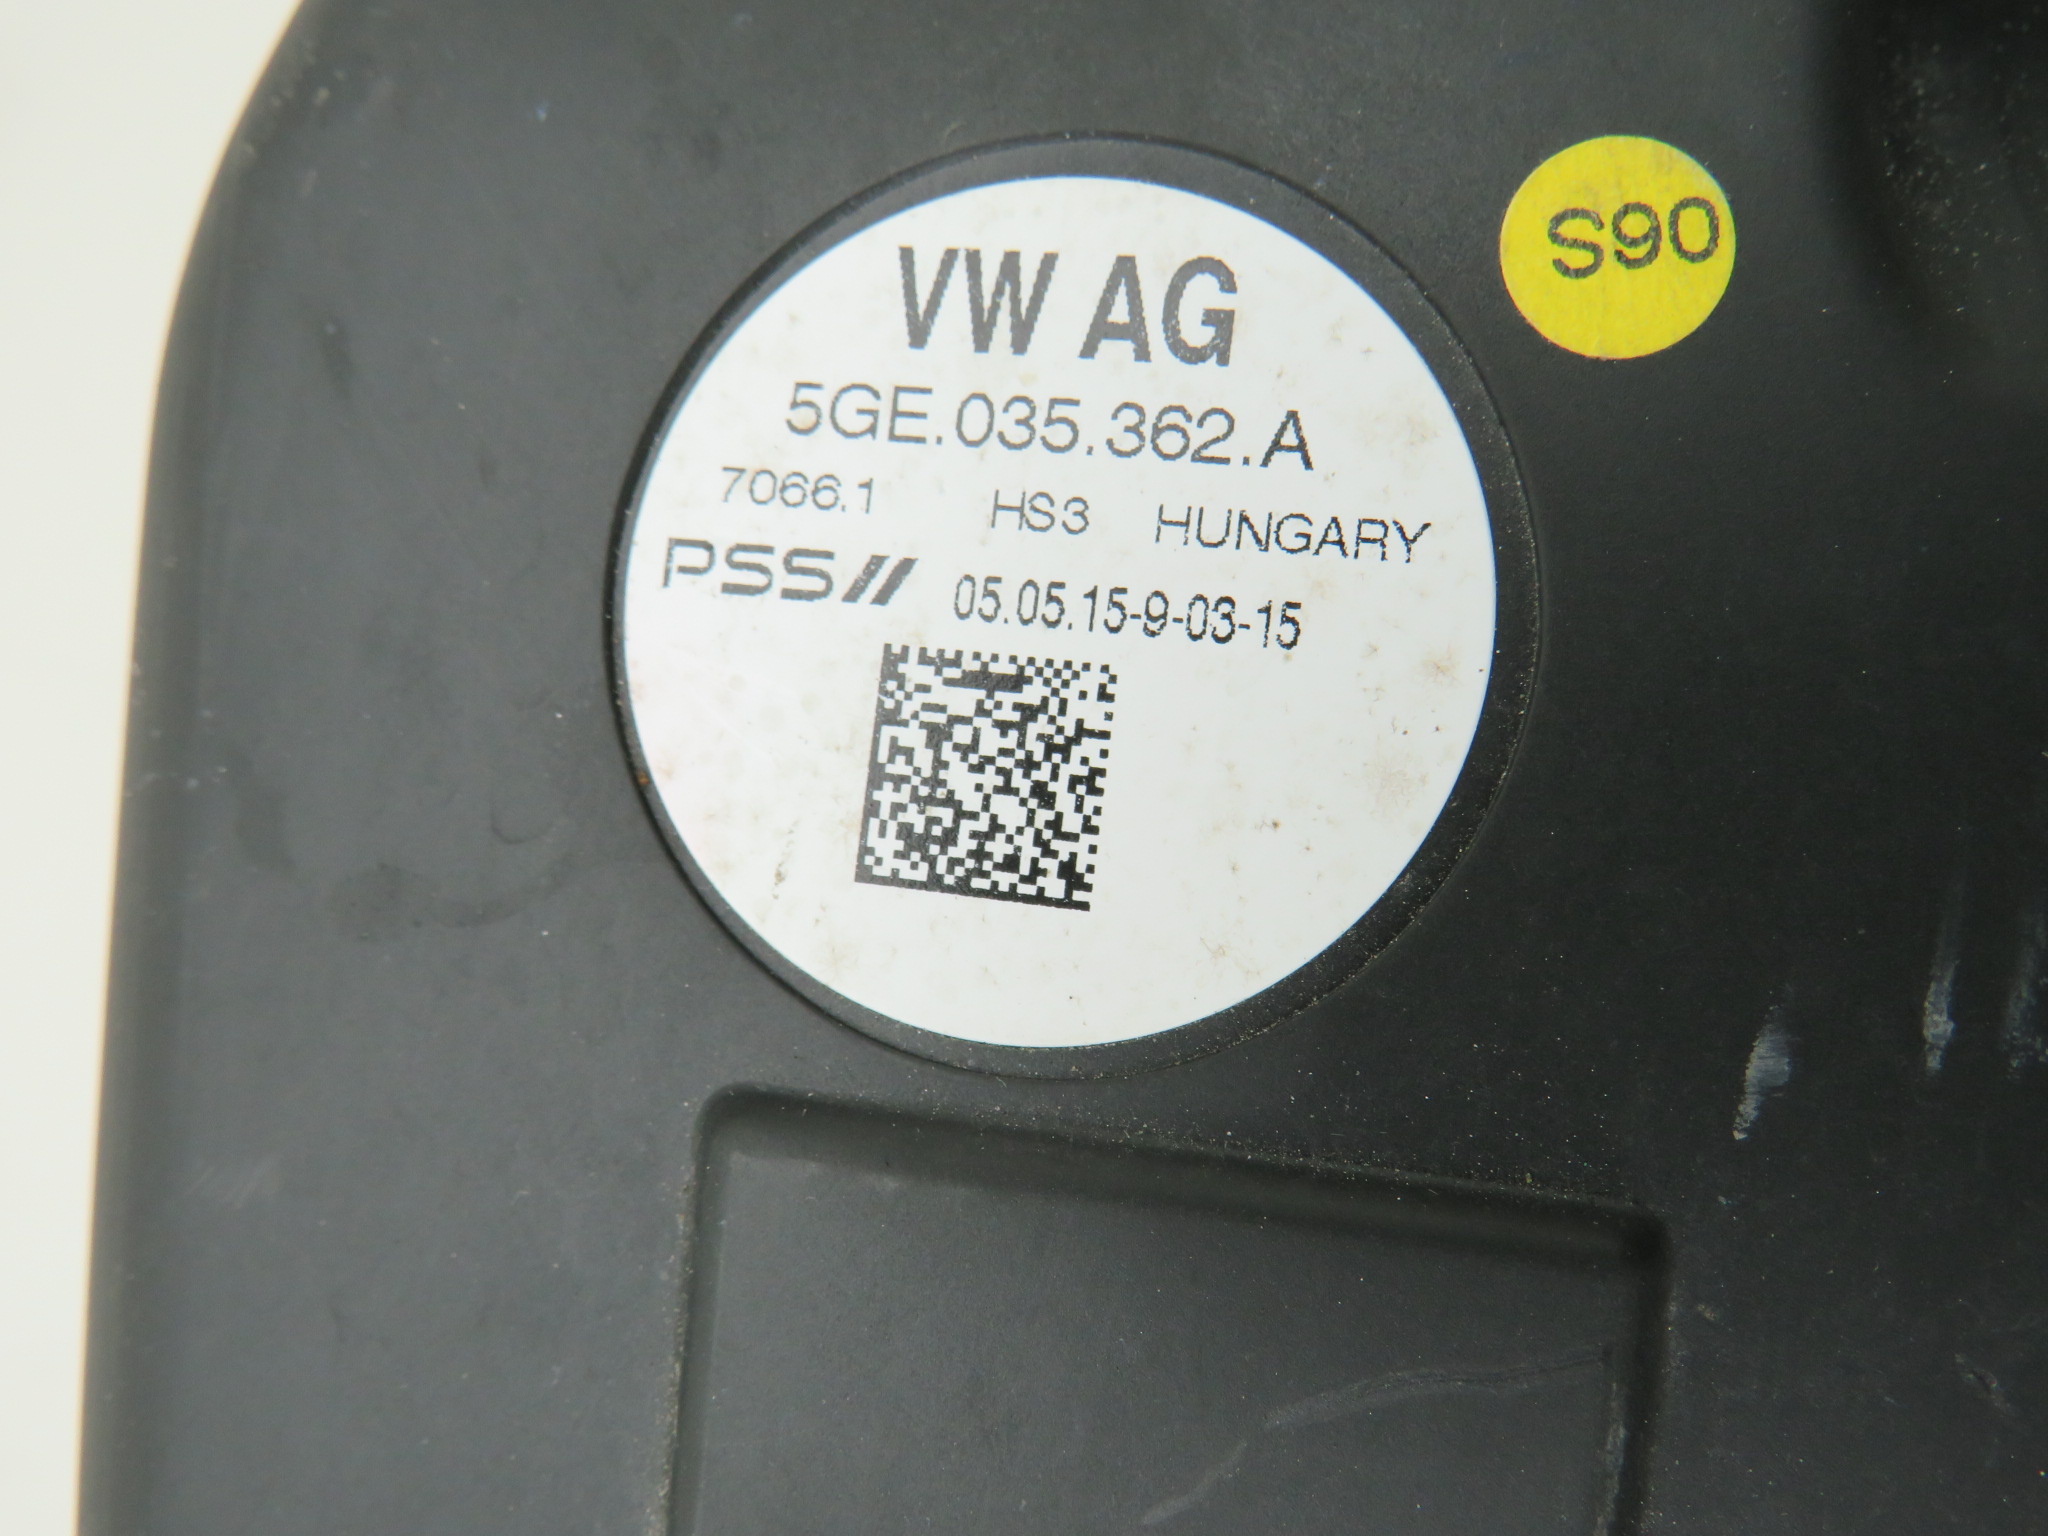 VW AG
5GE.035.362.A
7066.1 HS3 HUNGARY
PSS// 05.05.15-9-03-15
S90